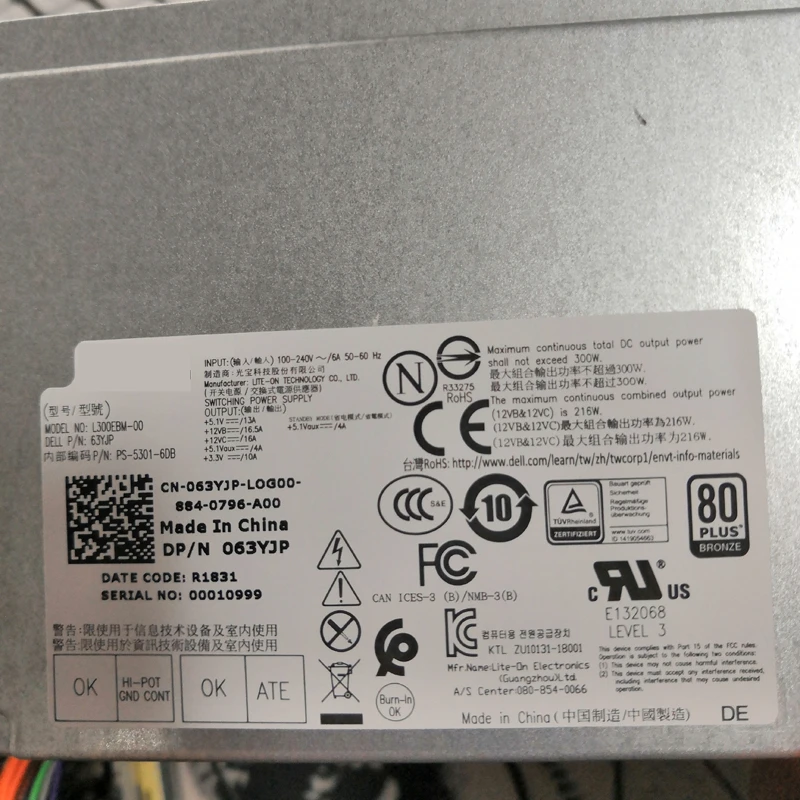 INPUT:(输入/輸入) 100-240V ～/6A 50-60 Hz
制造商:光宝科技股份有限公司
Manufacturer: LITE-ON TECHNOLOGY CO., LTD.
(开关电源 / 交換式電源供應器)
SWITCHING POWER SUPPLY
OUTPUT:(输出/輸出)
STANDBY MODE(省电模式/省電模式)
+5.1V ⎓ /13A
+5.1Vaux ⎓ /4A
+12VB ⎓ /16.5A
+12VC ⎓ /16A
+5.1Vaux ⎓ /4A
+3.3V ⎓ /10A
(型号/型號)
MODEL NO: L300EBM-00
DELL P/N: 63YJP
内部编码P/N: PS-5301-6DB
N
R33275
RoHS
Maximum continuous total DC output power
shall not exceed 300W.
最大組合輸出功率不超過300W.
最大组合输出功率不超过300W.
The maximum continuous combined output power
(12VB&12VC) is 216W.
(12VB&12VC)最大組合輸出功率為216W.
(12VB&12VC)最大组合输出功率为216W.
CE
台灣RoHS: http://www.dell.com/learn/tw/zh/twcorp1/envt-info-materials
CN-063YJP-LOG00-
884-0796-A00
Made In China
DP/N 063YJP
DATE CODE: R1831
SERIAL NO: 00010999
CCC S&E
10
TÜVRheinland
ZERTIFIZIERT
Bauart geprüft
Sicherheit
Regelmäßige
Produktions-
überwachung
www.tuv.com
ID 1419054663
80
PLUS
BRONZE
FC
CAN ICES-3 (B)/NMB-3(B)
c RU ® US
E132068
LEVEL 3
컴퓨터용 전원공급장치
KTL ZU10131-18001
Mfr.Name:Lite-On Electronics
(Guangzhou)Ltd.
A/S Center:080-854-0066
This device complies with Part 15 of the FCC rules.
Operation is subject to the following two conditions:
(1) This device may not cause harmful interference.
(2) This device must accept any interference received,
including interference that may cause undesired
operation.
警告:限使用于信息技术设备及室内使用
警告:限使用於資訊技術設備及室內使用
OK
HI-POT
GND CONT
OK
ATE
Burn-In
OK
Made in China (中国制造/中國製造)
DE